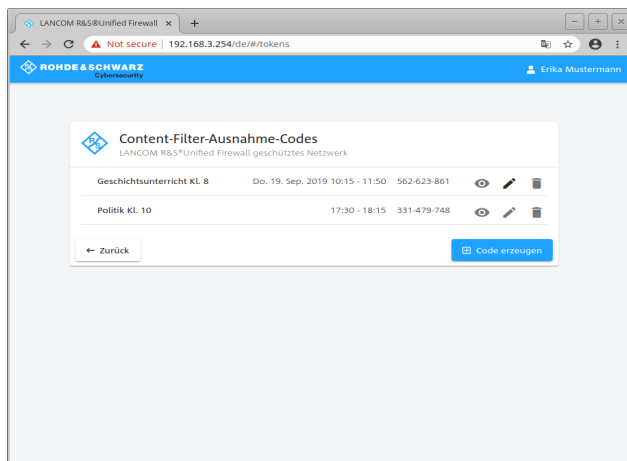 LANCOM R&S®Unified Firewall
Not secure | 192.168.3.254/de/#/tokens
ROHDE&SCHWARZ
Cybersecurity
Erika Mustermann
R/S
Content-Filter-Ausnahme-Codes
LANCOM R&S®Unified Firewall geschütztes Netzwerk
Geschichtsunterricht Kl. 8 Do. 19. Sep. 2019 10:15 - 11:50 562-623-861
Politik Kl. 10 17:30 - 18:15 331-479-748
← Zurück
Code erzeugen